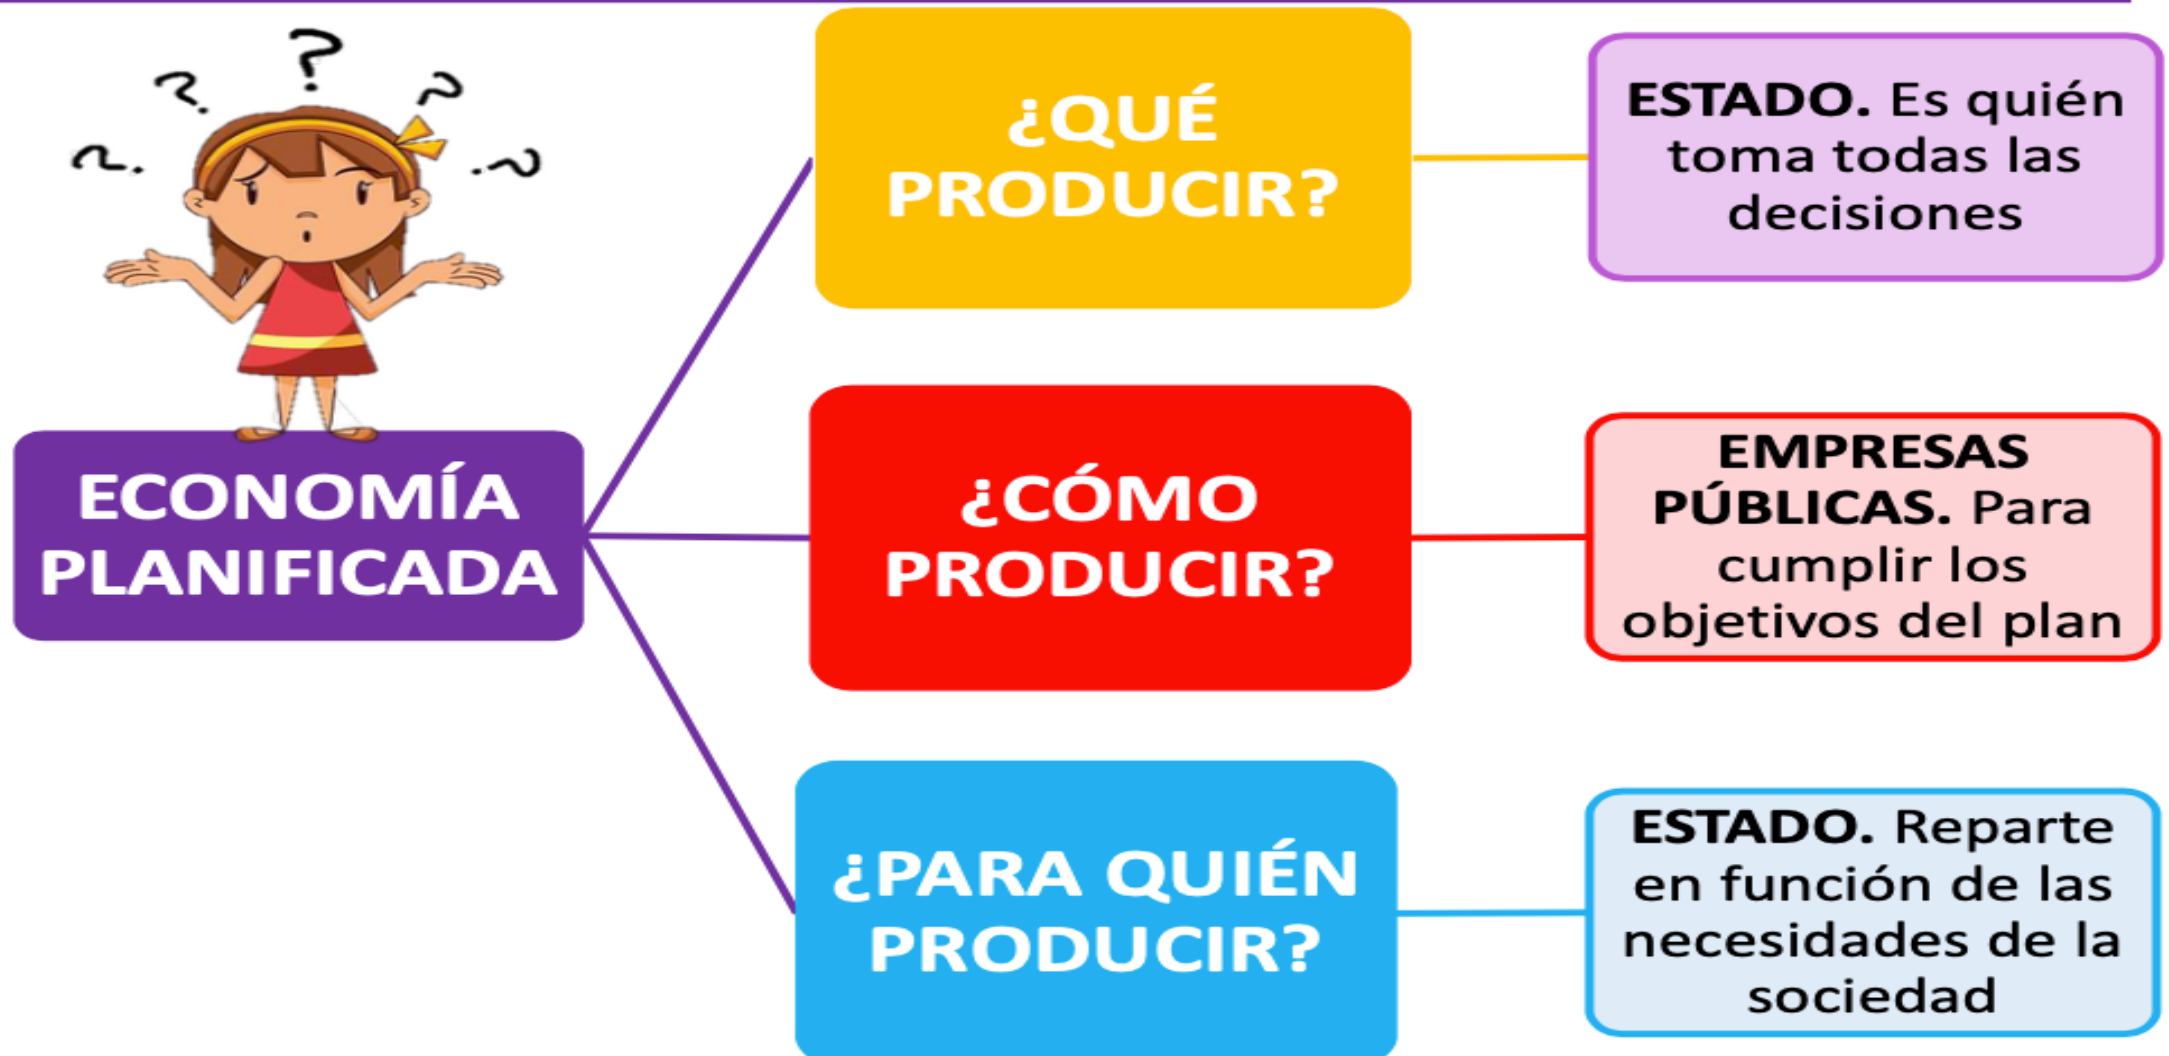 ECONOMÍA
PLANIFICADA
¿QUÉ
PRODUCIR?
ESTADO. Es quién
toma todas las
decisiones
¿CÓMO
PRODUCIR?
EMPRESAS
PÚBLICAS. Para
cumplir los
objetivos del plan
¿PARA QUIÉN
PRODUCIR?
ESTADO. Reparte
en función de las
necesidades de la
sociedad